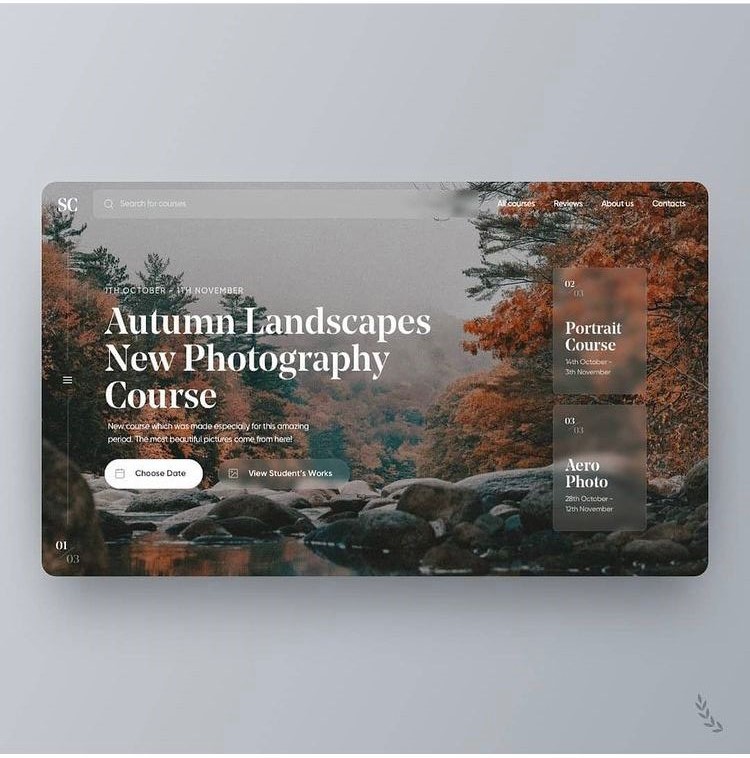 SC
Search for courses
All courses
Reviews
About us
Contacts
7TH OCTOBER - 11TH NOVEMBER
Autumn Landscapes
New Photography
Course
New course which was made especially for this amazing
period. The most beautiful pictures come from here!
Choose Date
View Student's Works
02
03
Portrait
Course
14th October -
3th November
03
03
Aero
Photo
28th October -
12th November
01
03